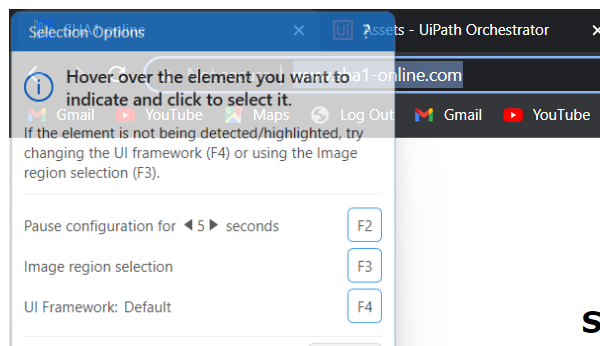 Selection Options
SHA1 online
?
Assets - UiPath Orchestrator
Hover over the element you want to
indicate and click to select it.
sha1-online.com
Gmail
YouTube
Maps
Log Out
Gmail
YouTube
If the element is not being detected/highlighted, try
changing the UI framework (F4) or using the Image
region selection (F3).
Pause configuration for 5 seconds
F2
Image region selection
F3
UI Framework: Default
F4
S